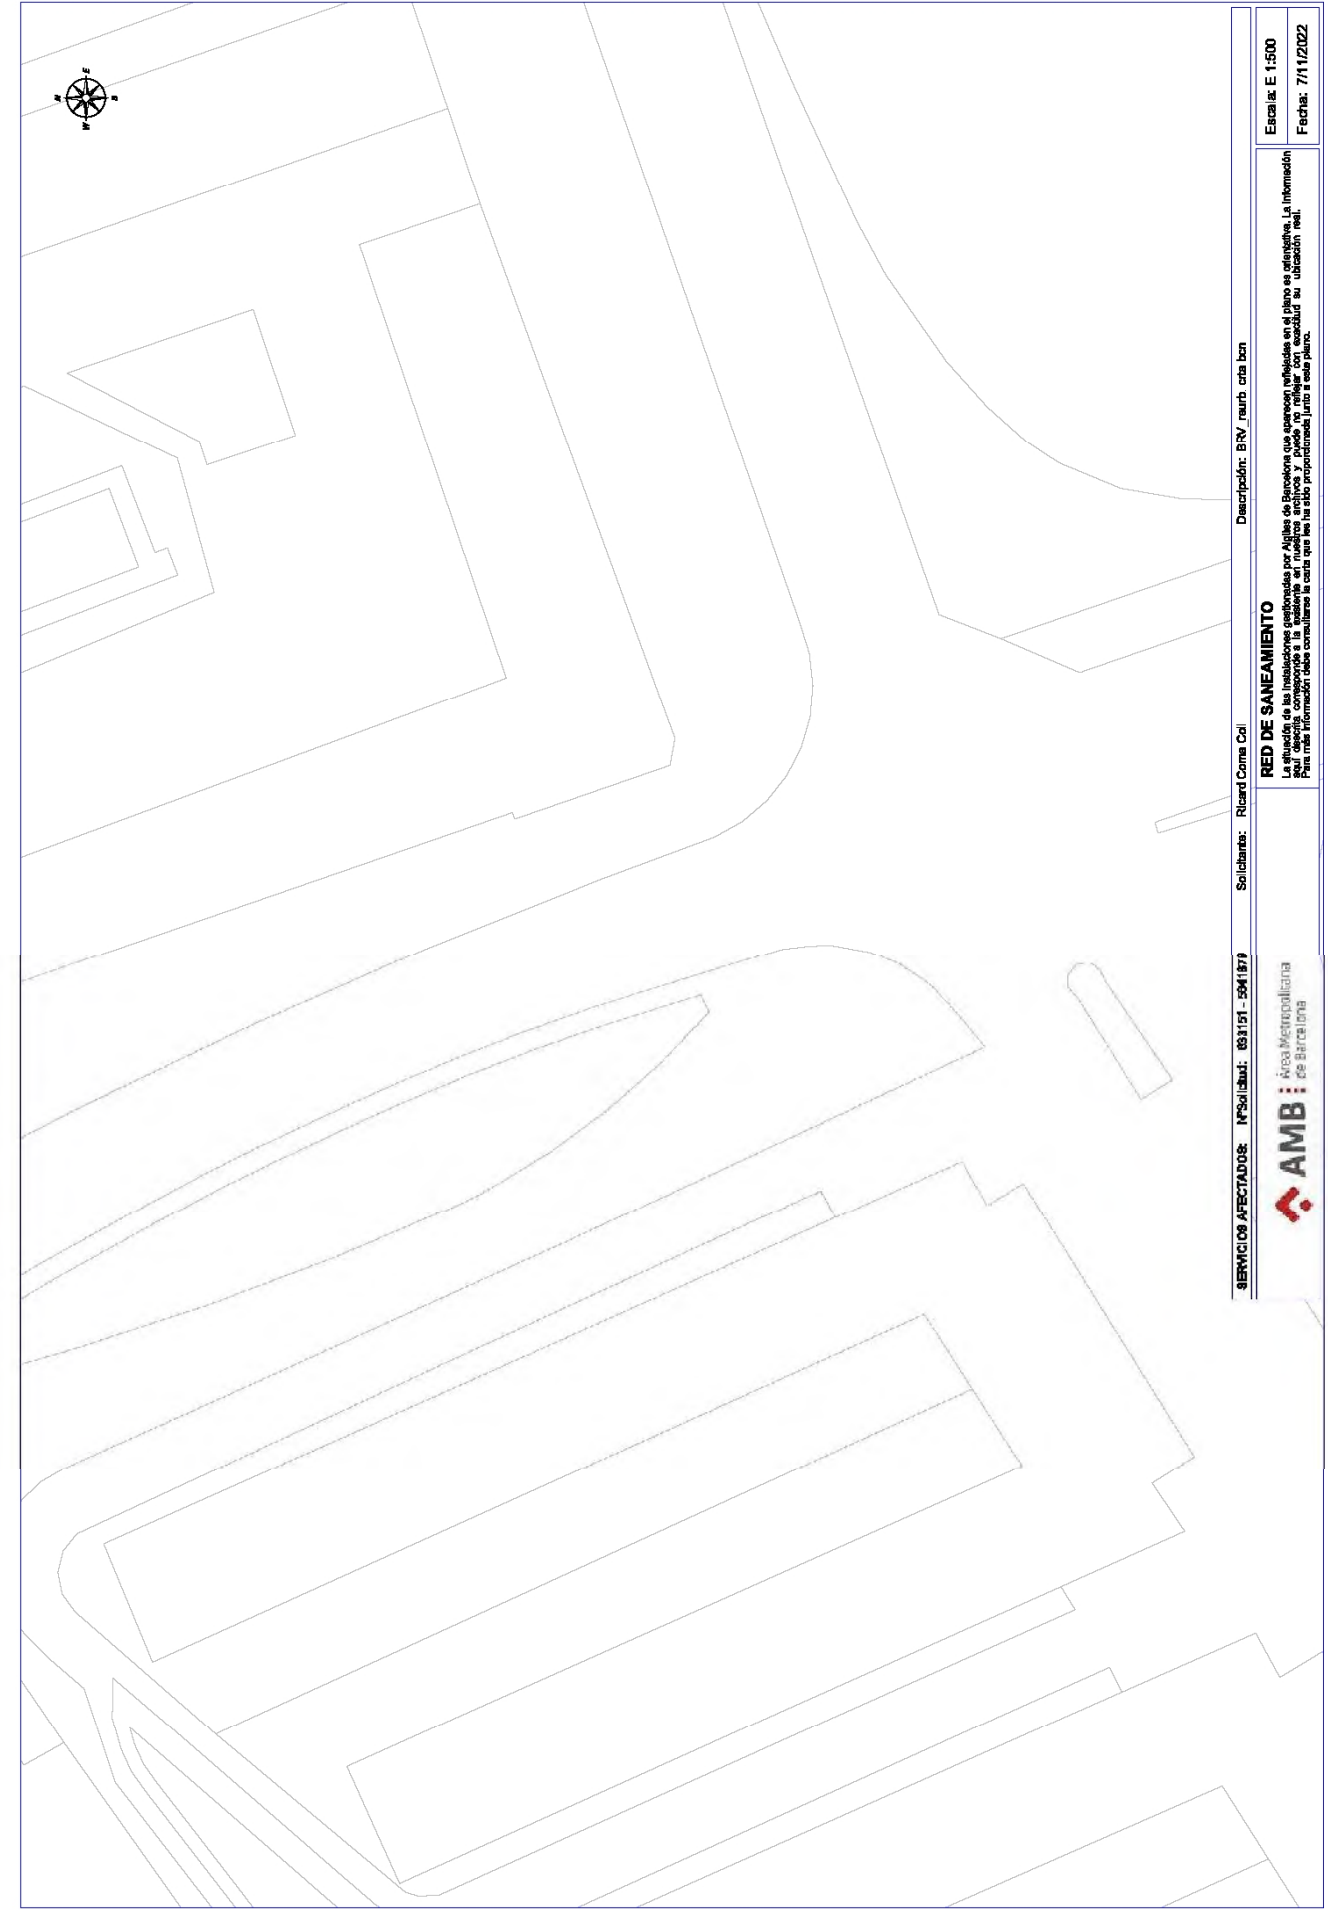 N
E
S
W
Escala: E 1:500
Fecha: 7/11/2022
RED DE SANEAMIENTO
La situación de las instalaciones gestionadas por Aigües de Barcelona que aparecen reflejadas en el plano es orientativa. La información
aquí descrita corresponde a la existente en nuestros archivos y puede no reflejar con exactitud su ubicación real.
Para más información debe consultarse la carta que les ha sido proporcionada junto a este plano.
SERVICIOS AFECTADOS: NºSolicitud: Solicitante: Ricard Coma Coll Descripción: BRV_reurb. crta bcn
AMB Àrea Metropolitana
de Barcelona